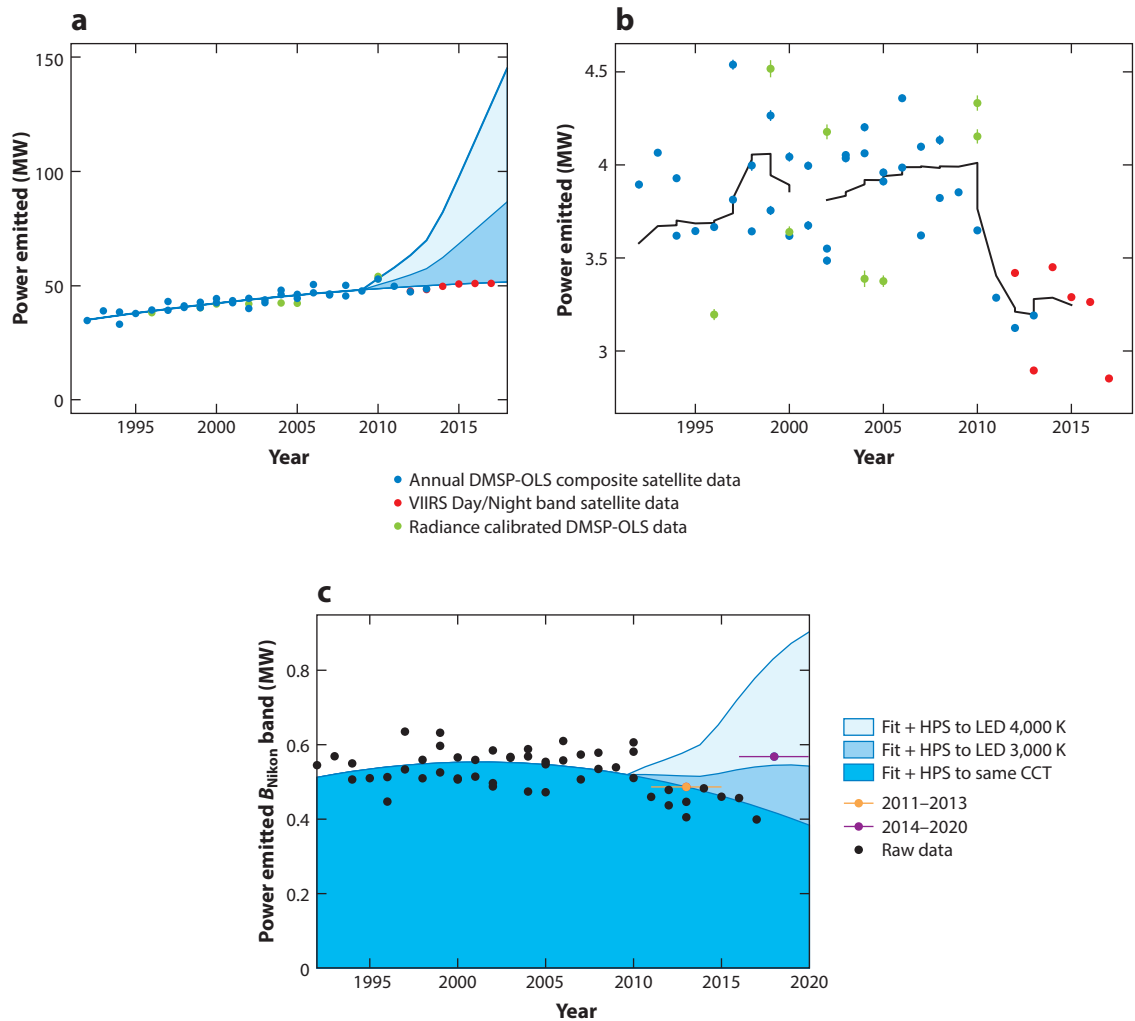 a
Power emitted (MW)
150
100
50
0
1995
2000
2005
2010
2015
Year
b
Power emitted (MW)
4.5
4
3.5
3
1995
2000
2005
2010
2015
Year
Annual DMSP-OLS composite satellite data
VIIRS Day/Night band satellite data
Radiance calibrated DMSP-OLS data
c
Power emitted R_Nikon band (MW)
0.8
0.6
0.4
0.2
0
1995
2000
2005
2010
2015
2020
Year
Fit + HPS to LED 4,000 K
Fit + HPS to LED 3,000 K
Fit + HPS to same CCT
2011–2013
2014–2020
Raw data